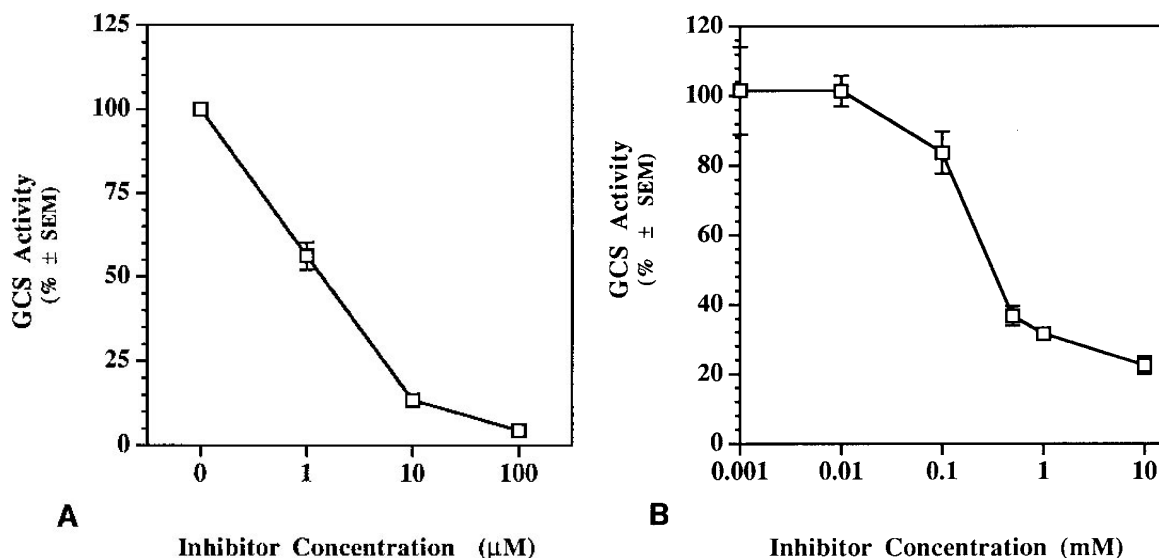 125
100
75
50
25
0
GCS Activity
(% ± SEM)
0 1 10 100
A
Inhibitor Concentration (μM)
120
100
80
60
40
20
0
GCS Activity
(% ± SEM)
0.001 0.01 0.1 1 10
B
Inhibitor Concentration (mM)